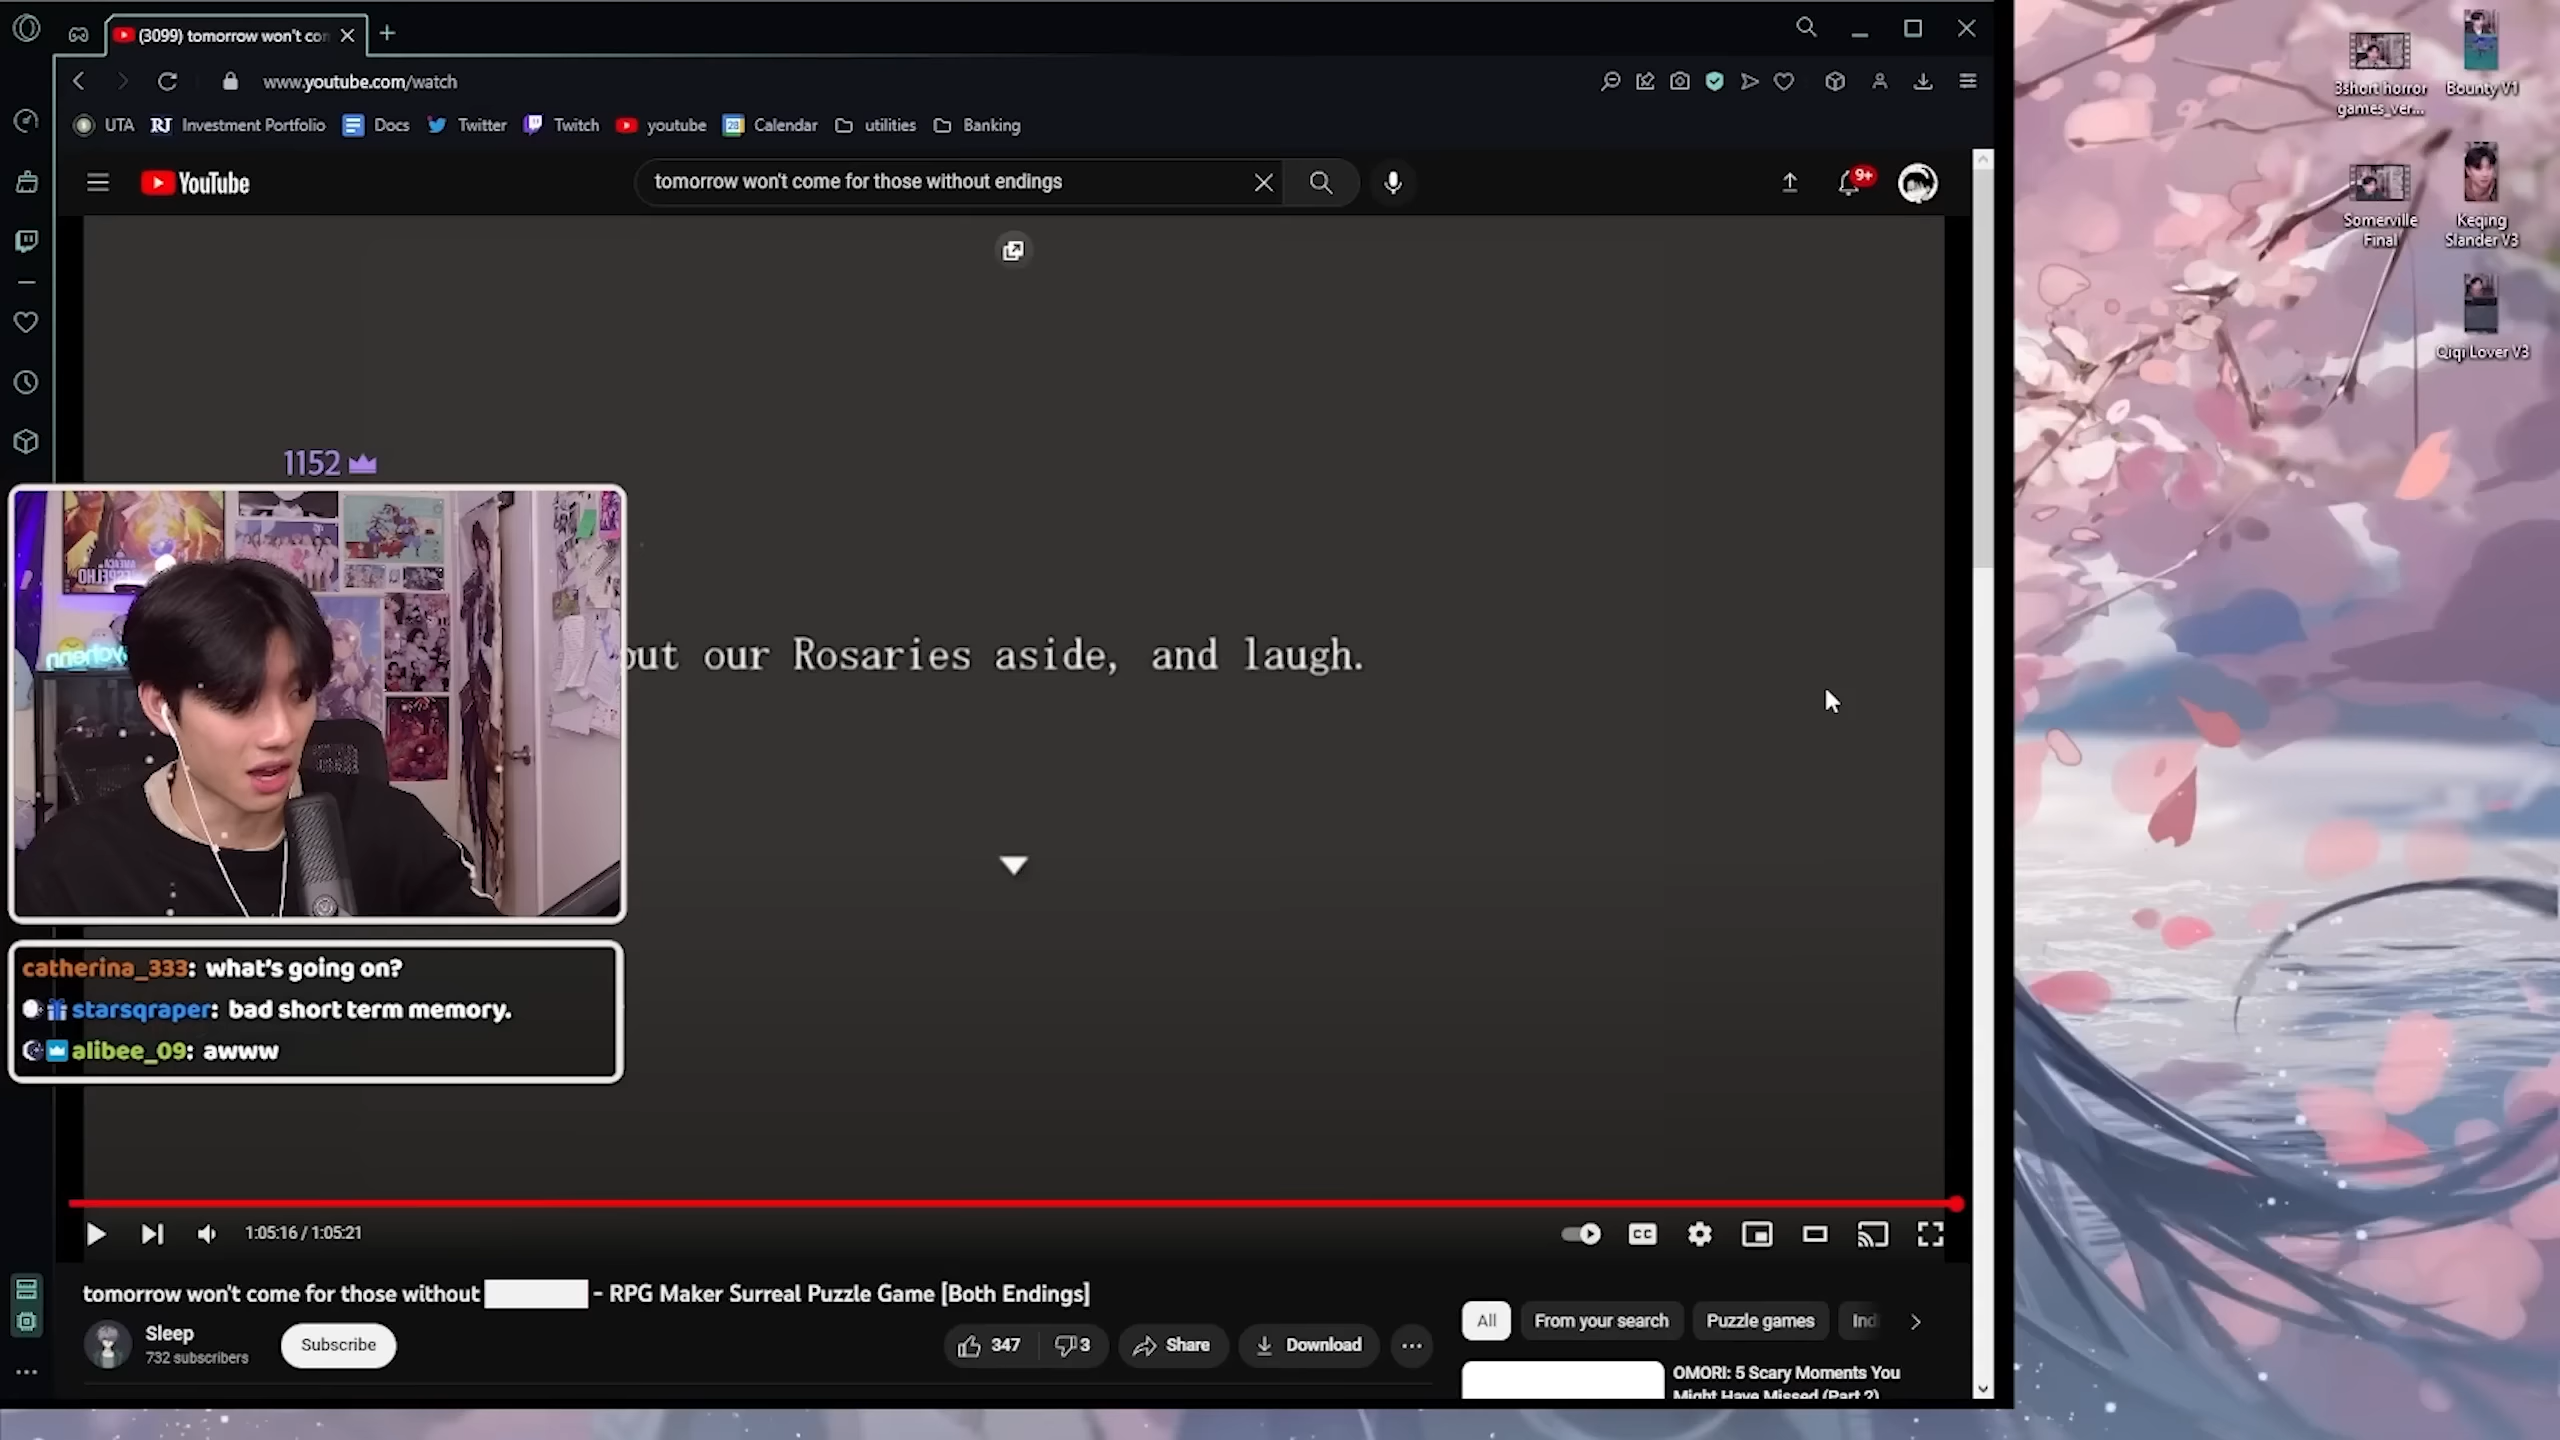 (3099) tomorrow won't con
www.youtube.com/watch
UTA
RJ Investment Portfolio
Docs
Twitter
Twitch
youtube
28 Calendar
utilities
Banking
YouTube
tomorrow won't come for those without endings
9+
3short horror games_ver...
Bounty V1
Somerville Final
Keqing Slander V3
Qiqi Lover V3
1152
put our Rosaries aside, and laugh.
catherina_333: what's going on?
starsqraper: bad short term memory.
alibee_09: awww
1:05:16 / 1:05:21
CC
tomorrow won't come for those without - RPG Maker Surreal Puzzle Game [Both Endings]
Sleep
732 subscribers
Subscribe
347
3
Share
Download
All
From your search
Puzzle games
Ind
OMORI: 5 Scary Moments You
Might Have Missed (Part 2)